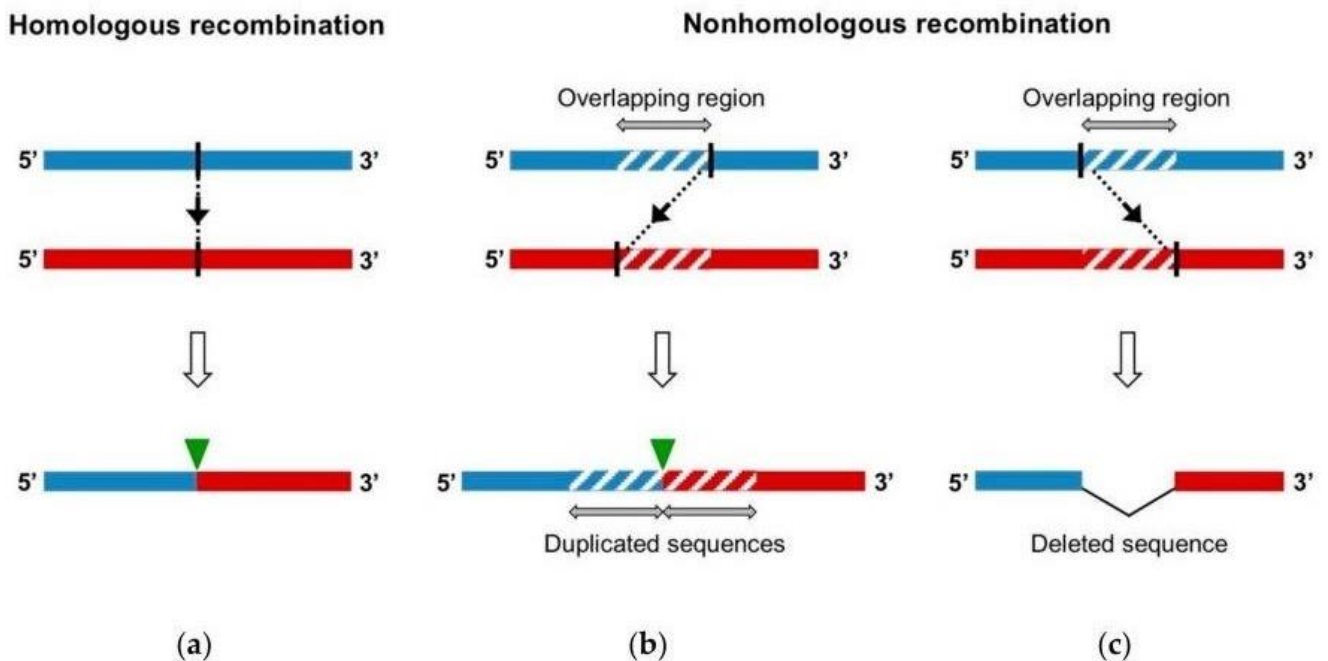 Homologous recombination
Nonhomologous recombination
Overlapping region
Overlapping region
5’ 3’
5’ 3’
5’ 3’
5’ 3’
5’ 3’
5’ 3’
5’ 3’
5’ 3’
5’ 3’
Duplicated sequences
Deleted sequence
(a)
(b)
(c)